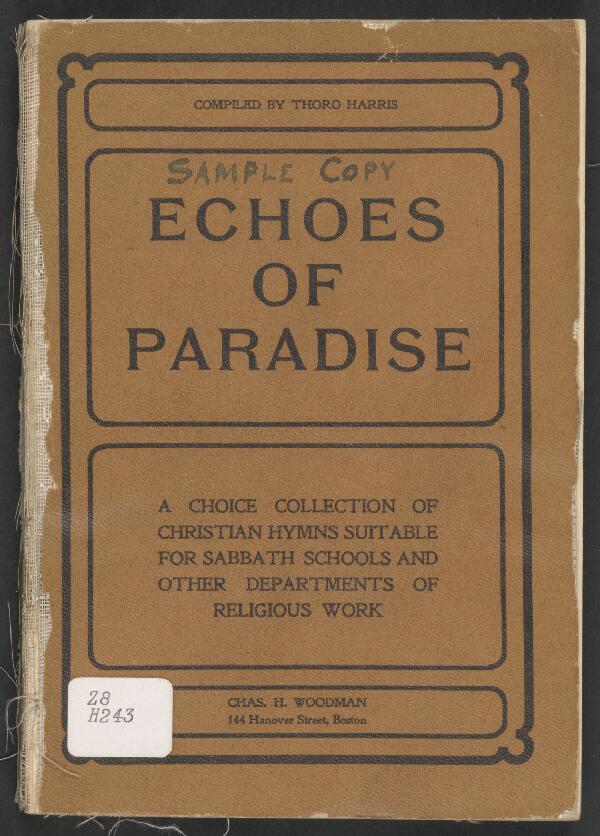 COMPILED BY THORO HARRIS
SAMPLE COPY
ECHOES
OF
PARADISE
A CHOICE COLLECTION OF
CHRISTIAN HYMNS SUITABLE
FOR SABBATH SCHOOLS AND
OTHER DEPARTMENTS OF
RELIGIOUS WORK
Z8
H243
CHAS. H. WOODMAN
144 Hanover Street, Boston